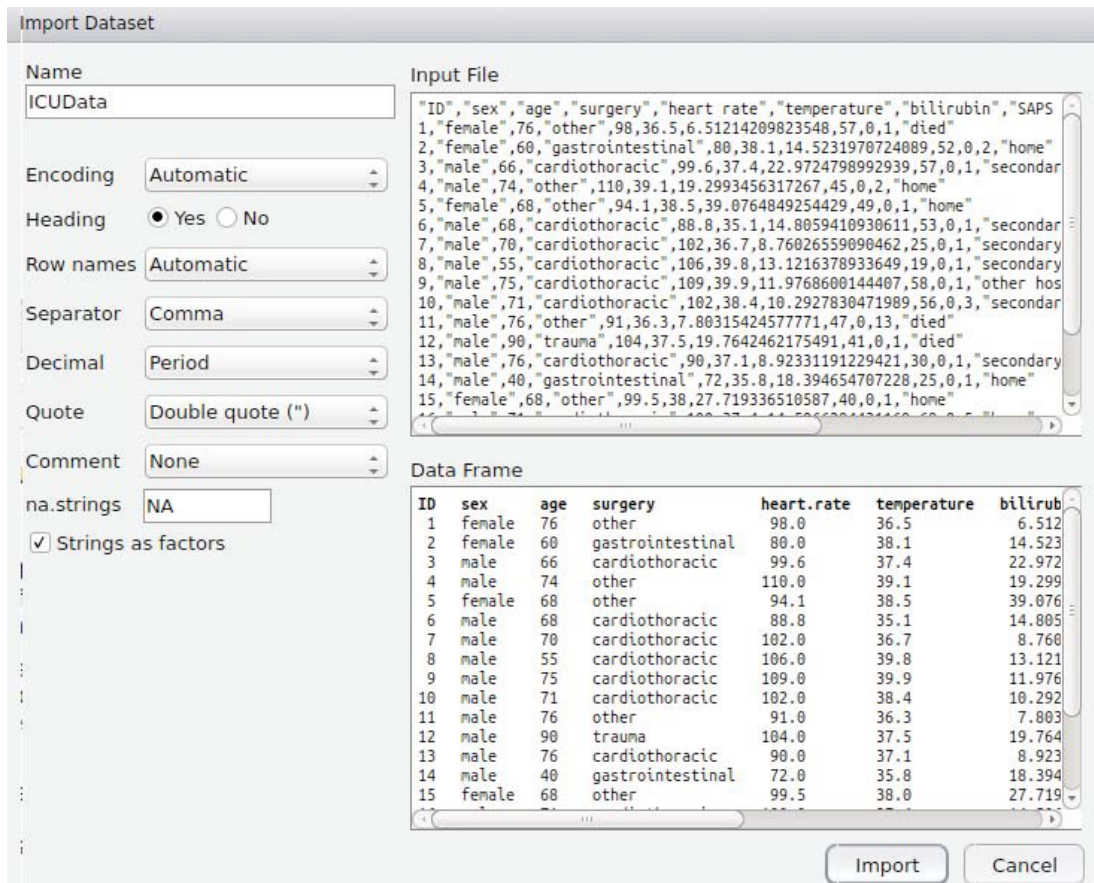 Import Dataset
Name
ICUData
Encoding Automatic
Heading Yes No
Row names Automatic
Separator Comma
Decimal Period
Quote Double quote (")
Comment None
na.strings NA
Strings as factors
Input File
"ID","sex","age","surgery","heart rate","temperature","bilirubin","SAPS
1,"female",76,"other",98,36.5,6.51214209823548,57,0,1,"died"
2,"female",60,"gastrointestinal",80,38.1,14.5231970724089,52,0,2,"home"
3,"male",66,"cardiothoracic",99.6,37.4,22.9724798992939,57,0,1,"secondar
4,"male",74,"other",110,39.1,19.2993456317267,45,0,2,"home"
5,"female",68,"other",94.1,38.5,39.0764849254429,49,0,1,"home"
6,"male",68,"cardiothoracic",88.8,35.1,14.8059410930611,53,0,1,"secondar
7,"male",70,"cardiothoracic",102,36.7,8.76026559090462,25,0,1,"secondary
8,"male",55,"cardiothoracic",106,39.8,13.1216378933649,19,0,1,"secondary
9,"male",75,"cardiothoracic",109,39.9,11.9768600144407,58,0,1,"other hos
10,"male",71,"cardiothoracic",102,38.4,10.2927830471989,56,0,3,"secondar
11,"male",76,"other",91,36.3,7.80315424577771,47,0,13,"died"
12,"male",90,"trauma",104,37.5,19.7642462175491,41,0,1,"died"
13,"male",76,"cardiothoracic",90,37.1,8.92331191229421,30,0,1,"secondary
14,"male",40,"gastrointestinal",72,35.8,18.394654707228,25,0,1,"home"
15,"female",68,"other",99.5,38,27.719336510587,40,0,1,"home"
Data Frame
ID sex age surgery heart.rate temperature bilirub
1 female 76 other 98.0 36.5 6.512
2 female 60 gastrointestinal 80.0 38.1 14.523
3 male 66 cardiothoracic 99.6 37.4 22.972
4 male 74 other 110.0 39.1 19.299
5 female 68 other 94.1 38.5 39.076
6 male 68 cardiothoracic 88.8 35.1 14.805
7 male 70 cardiothoracic 102.0 36.7 8.760
8 male 55 cardiothoracic 106.0 39.8 13.121
9 male 75 cardiothoracic 109.0 39.9 11.976
10 male 71 cardiothoracic 102.0 38.4 10.292
11 male 76 other 91.0 36.3 7.803
12 male 90 trauma 104.0 37.5 19.764
13 male 76 cardiothoracic 90.0 37.1 8.923
14 male 40 gastrointestinal 72.0 35.8 18.394
15 female 68 other 99.5 38.0 27.719
Import Cancel